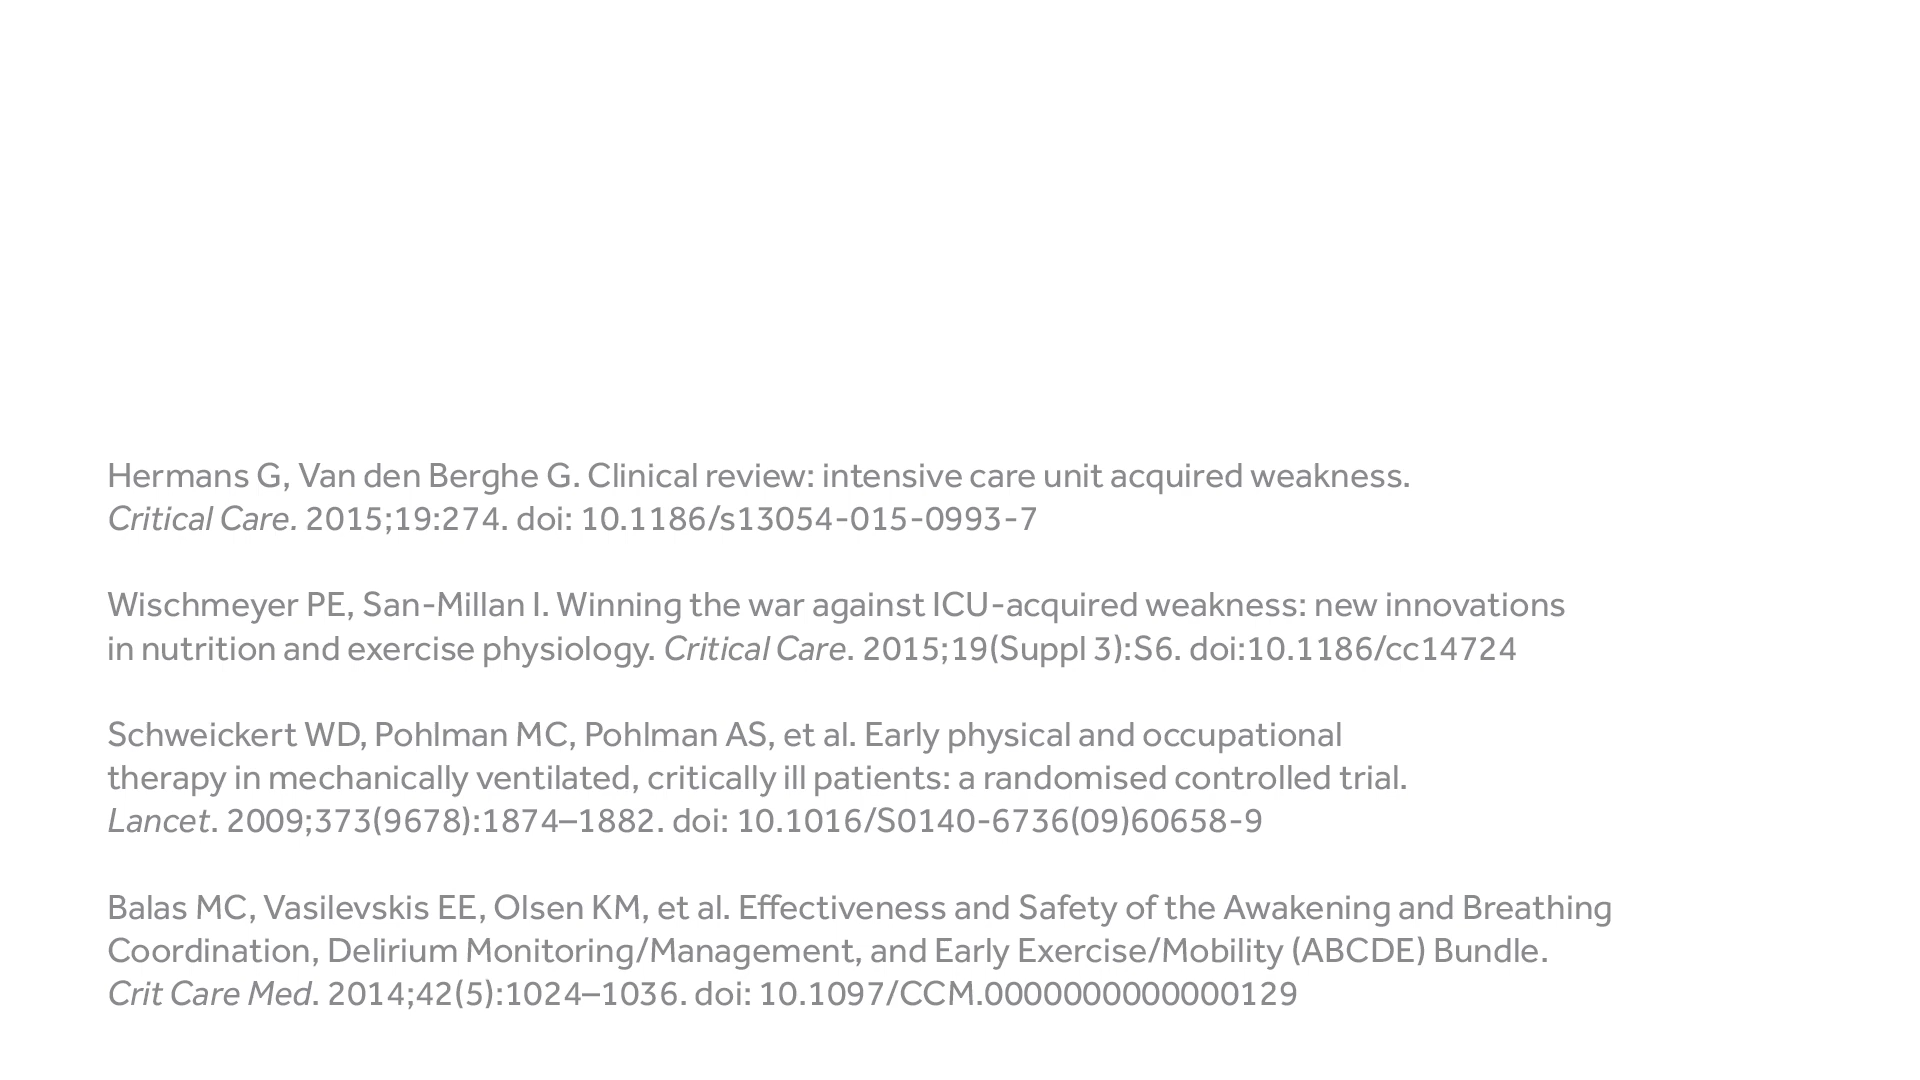 Hermans G, Van den Berghe G. Clinical review: intensive care unit acquired weakness.
Critical Care. 2015;19:274. doi: 10.1186/s13054-015-0993-7
Wischmeyer PE, San-Millan I. Winning the war against ICU-acquired weakness: new innovations
in nutrition and exercise physiology. Critical Care. 2015;19(Suppl 3):S6. doi:10.1186/cc14724
Schweickert WD, Pohlman MC, Pohlman AS, et al. Early physical and occupational
therapy in mechanically ventilated, critically ill patients: a randomised controlled trial.
Lancet. 2009;373(9678):1874–1882. doi: 10.1016/S0140-6736(09)60658-9
Balas MC, Vasilevskis EE, Olsen KM, et al. Effectiveness and Safety of the Awakening and Breathing
Coordination, Delirium Monitoring/Management, and Early Exercise/Mobility (ABCDE) Bundle.
Crit Care Med. 2014;42(5):1024–1036. doi: 10.1097/CCM.0000000000000129